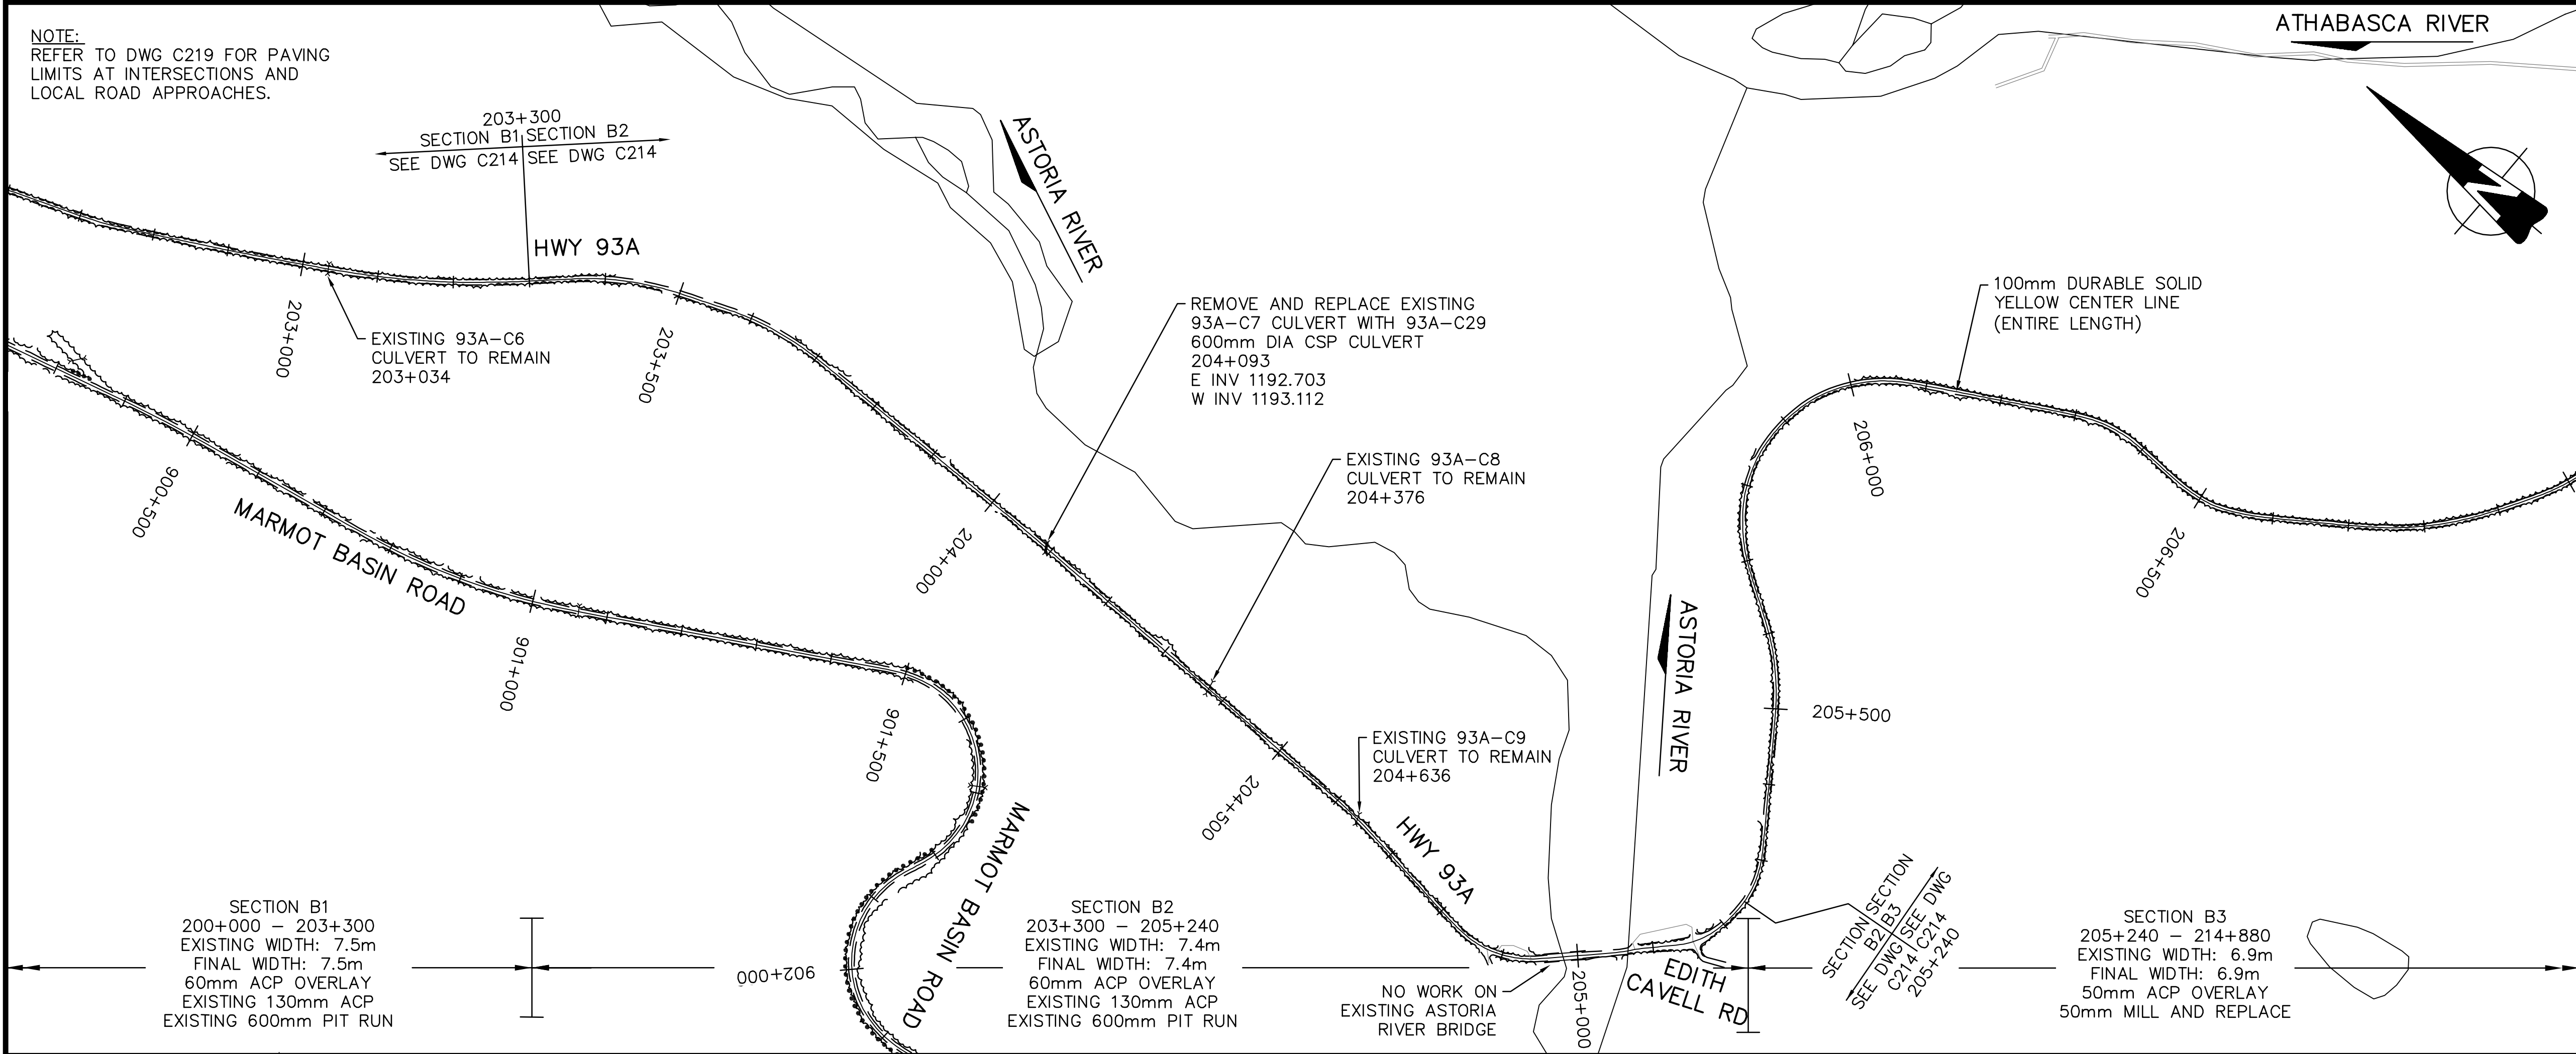 NOTE:
REFER TO DWG C219 FOR PAVING
LIMITS AT INTERSECTIONS AND
LOCAL ROAD APPROACHES.
ATHABASCA RIVER
203+300
SECTION B1 SECTION B2
SEE DWG C214 SEE DWG C214
HWY 93A
ASTORIA RIVER
203+000
EXISTING 93A-C6
CULVERT TO REMAIN
203+034
203+500
REMOVE AND REPLACE EXISTING
93A-C7 CULVERT WITH 93A-C29
600mm DIA CSP CULVERT
204+093
E INV 1192.703
W INV 1193.112
100mm DURABLE SOLID
YELLOW CENTER LINE
(ENTIRE LENGTH)
EXISTING 93A-C8
CULVERT TO REMAIN
204+376
206+000
206+500
900+500
MARMOT BASIN ROAD
901+000
204+000
ASTORIA RIVER
205+500
901+500
EXISTING 93A-C9
CULVERT TO REMAIN
204+636
204+500
HWY 93A
MARMOT BASIN ROAD
902+000
SECTION B1
200+000 - 203+300
EXISTING WIDTH: 7.5m
FINAL WIDTH: 7.5m
60mm ACP OVERLAY
EXISTING 130mm ACP
EXISTING 600mm PIT RUN
SECTION B2
203+300 - 205+240
EXISTING WIDTH: 7.4m
FINAL WIDTH: 7.4m
60mm ACP OVERLAY
EXISTING 130mm ACP
EXISTING 600mm PIT RUN
NO WORK ON
EXISTING ASTORIA
RIVER BRIDGE
205+000
EDITH
CAVELL RD
SECTION SECTION
B2 B3
SEE DWG SEE DWG
C214 C214
205+240
SECTION B3
205+240 - 214+880
EXISTING WIDTH: 6.9m
FINAL WIDTH: 6.9m
50mm ACP OVERLAY
50mm MILL AND REPLACE